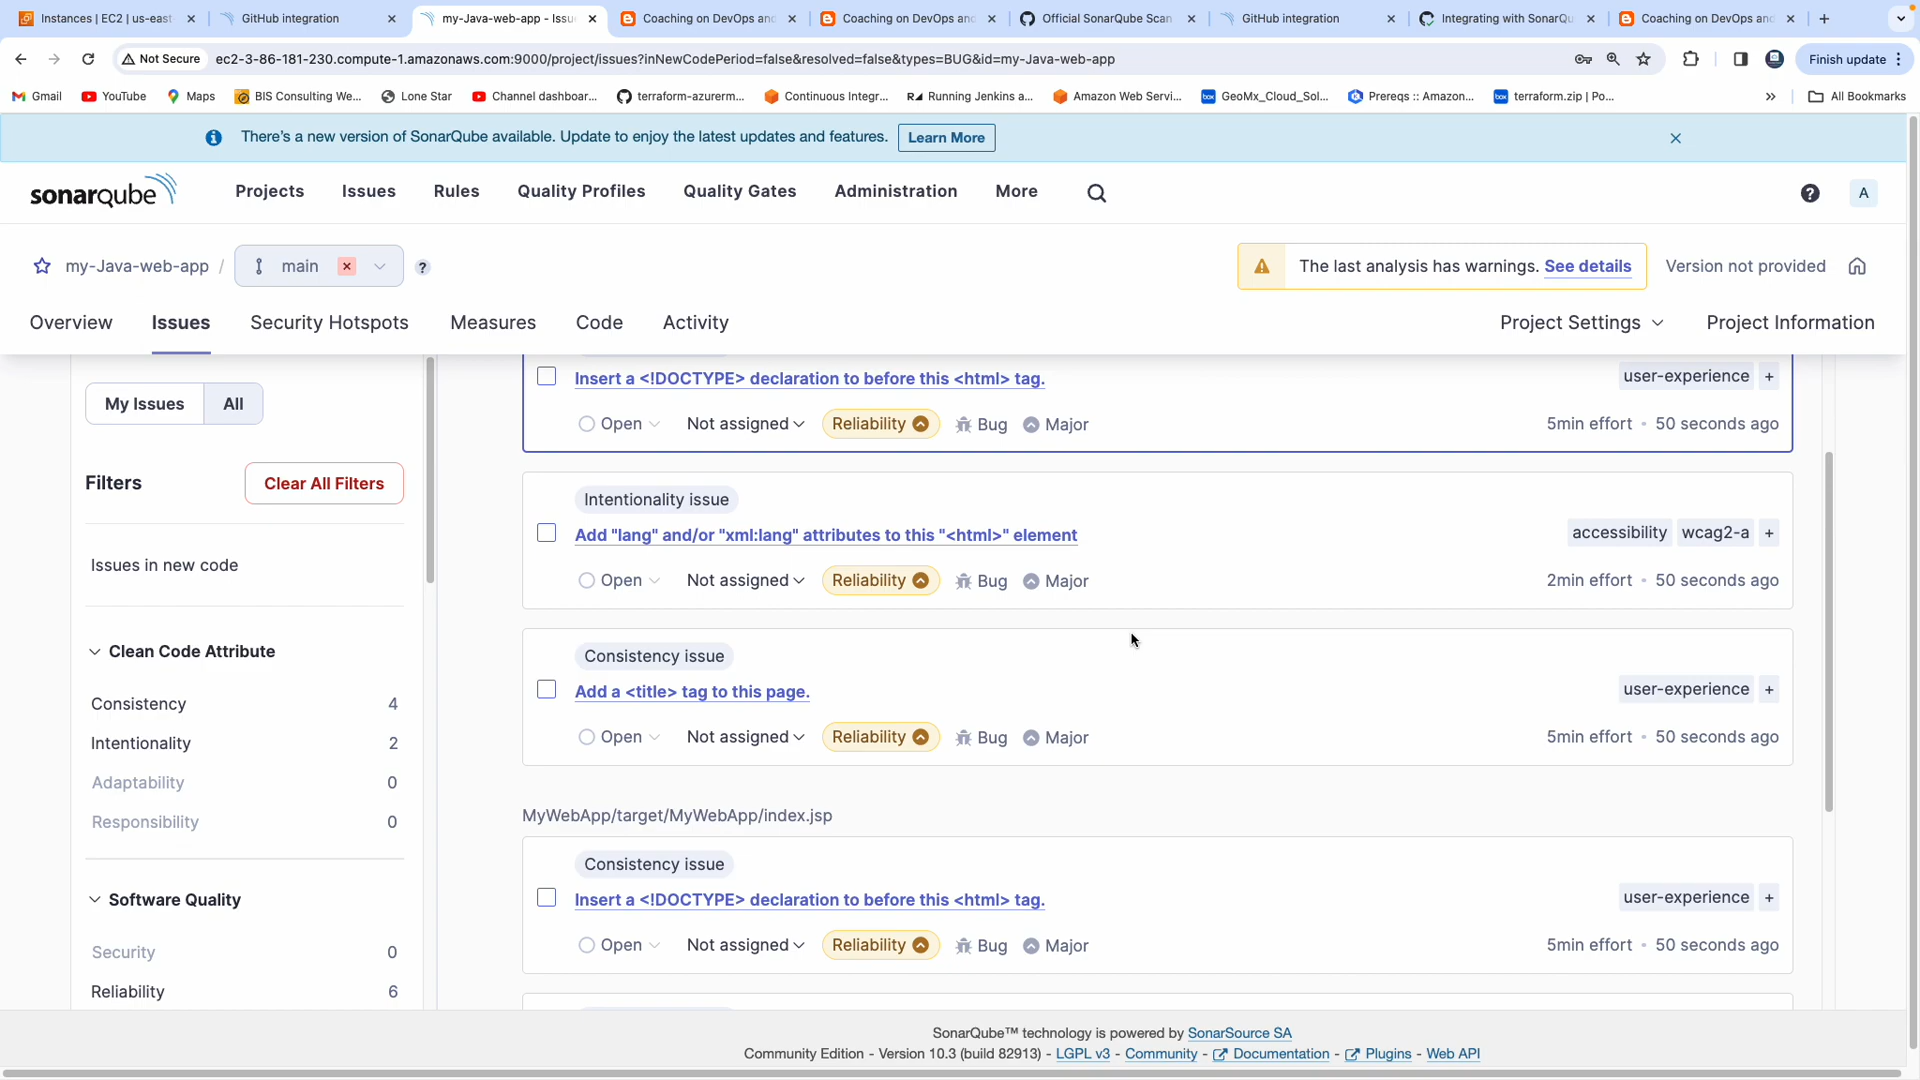 Instances | EC2 | us-east
GitHub integration
my-Java-web-app - Issu
Coaching on DevOps and
Coaching on DevOps and
Official SonarQube Scan
GitHub integration
Integrating with SonarQu
Coaching on DevOps and
Not Secure
ec2-3-86-181-230.compute-1.amazonaws.com:9000/project/issues?inNewCodePeriod=false&resolved=false&types=BUG&id=my-Java-web-app
Finish update
Gmail
YouTube
Maps
BIS Consulting We...
Lone Star
Channel dashboar...
terraform-azurerm...
Continuous Integr...
Running Jenkins a...
Amazon Web Servi...
GeoMx_Cloud_Sol...
Prereqs :: Amazon...
terraform.zip | Po...
»
All Bookmarks
There's a new version of SonarQube available. Update to enjoy the latest updates and features.
Learn More
sonarqube
Projects
Issues
Rules
Quality Profiles
Quality Gates
Administration
More
?
A
my-Java-web-app /
main
?
The last analysis has warnings. See details
Version not provided
Overview
Issues
Security Hotspots
Measures
Code
Activity
Project Settings
Project Information
My Issues
All
Filters
Clear All Filters
Issues in new code
Clean Code Attribute
Consistency 4
Intentionality 2
Adaptability 0
Responsibility 0
Software Quality
Security 0
Reliability 6
Insert a <!DOCTYPE> declaration to before this <html> tag.
user-experience +
Open Not assigned Reliability Bug Major
5min effort • 50 seconds ago
Intentionality issue
Add "lang" and/or "xml:lang" attributes to this "<html>" element
accessibility wcag2-a +
Open Not assigned Reliability Bug Major
2min effort • 50 seconds ago
Consistency issue
Add a <title> tag to this page.
user-experience +
Open Not assigned Reliability Bug Major
5min effort • 50 seconds ago
MyWebApp/target/MyWebApp/index.jsp
Consistency issue
Insert a <!DOCTYPE> declaration to before this <html> tag.
user-experience +
Open Not assigned Reliability Bug Major
5min effort • 50 seconds ago
SonarQube™ technology is powered by SonarSource SA
Community Edition - Version 10.3 (build 82913) - LGPL v3 - Community - Documentation - Plugins - Web API